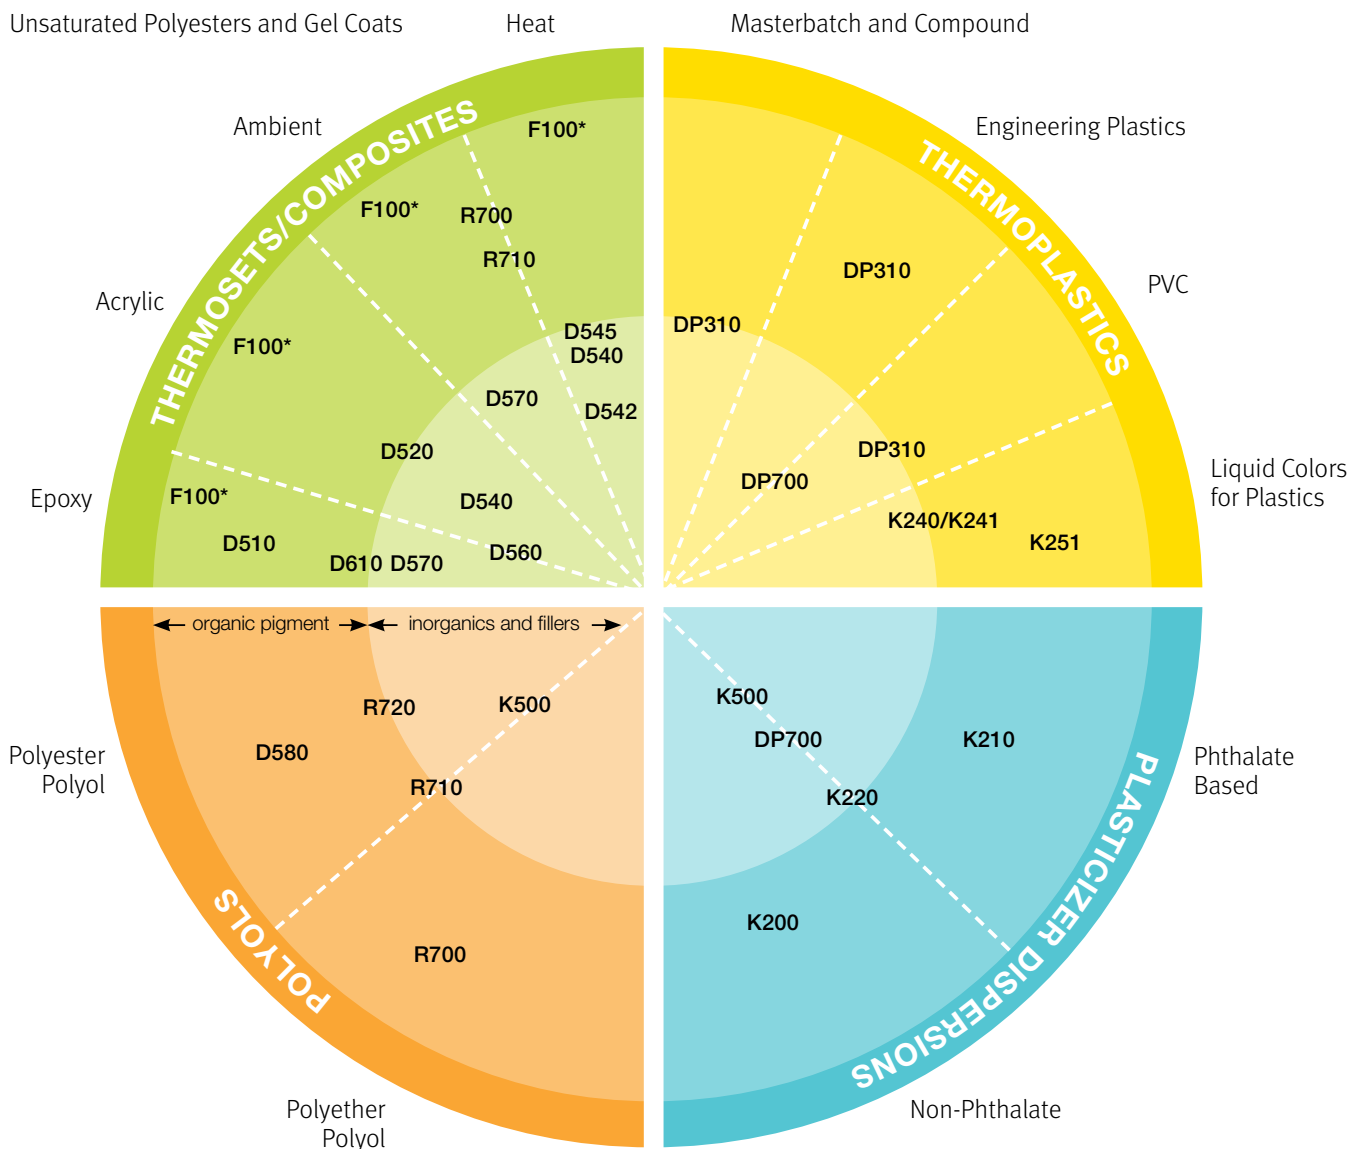 Unsaturated Polyesters and Gel Coats
Heat
Masterbatch and Compound
Ambient
Engineering Plastics
Acrylic
PVC
Epoxy
Liquid Colors
for Plastics
THERMOSETS/COMPOSITES
F100*
F100*
R700
R710
F100*
D545
D540
D570
D542
D520
F100*
D540
D510
D560
D610
D570
THERMOPLASTICS
DP310
DP310
DP310
DP700
K240/K241
K251
organic pigment
inorganics and fillers
R720
K500
D580
R710
R700
POLYOLS
Polyester
Polyol
Polyether
Polyol
K500
DP700
K210
K220
K200
PLASTICIZER DISPERSIONS
Phthalate
Based
Non-Phthalate